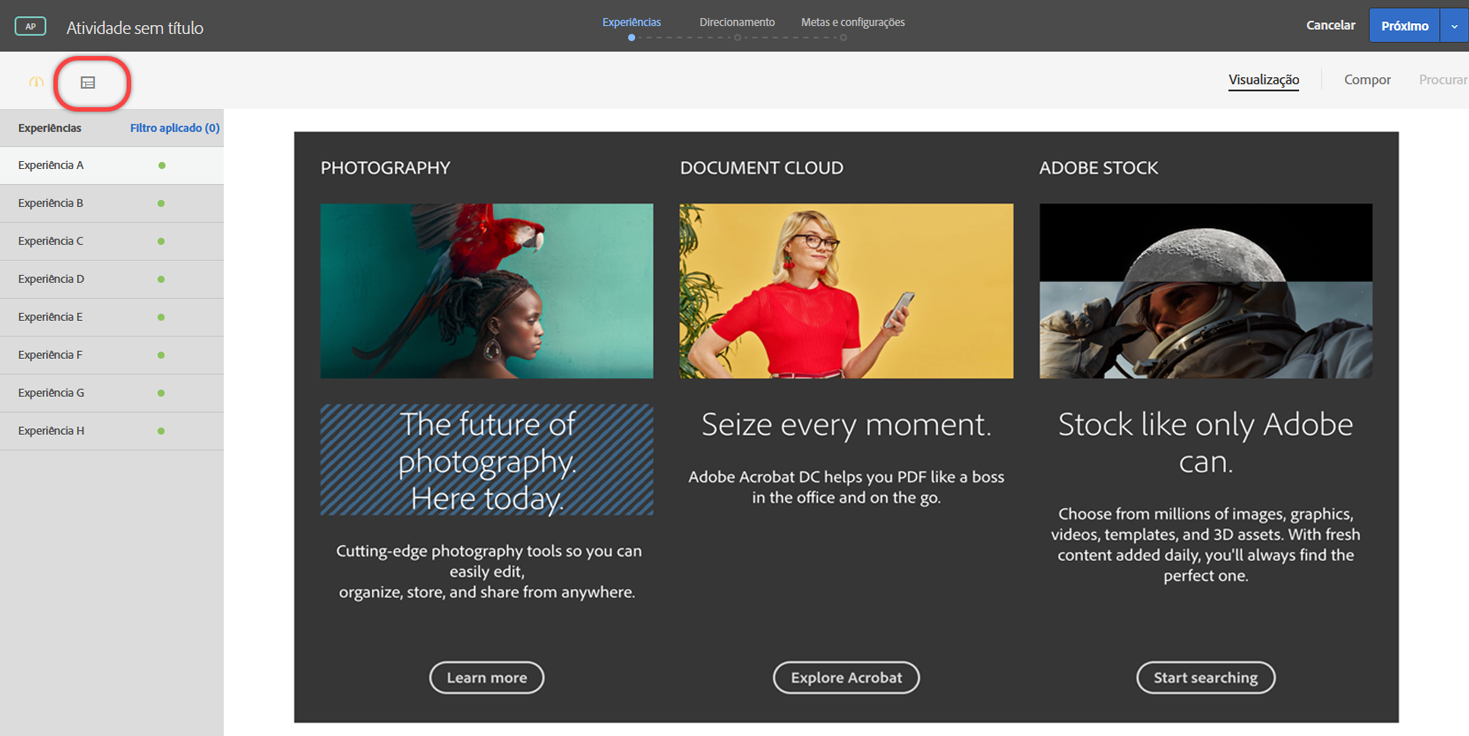 AP
Atividade sem título
Experiências
Direcionamento
Metas e configurações
Cancelar
Próximo
Visualização
Compor
Procurar
Experiências
Filtro aplicado (0)
Experiência A
Experiência B
Experiência C
Experiência D
Experiência E
Experiência F
Experiência G
Experiência H
PHOTOGRAPHY
The future of
photography.
Here today.
Cutting-edge photography tools so you can
easily edit,
organize, store, and share from anywhere.
Learn more
DOCUMENT CLOUD
Seize every moment.
Adobe Acrobat DC helps you PDF like a boss
in the office and on the go.
Explore Acrobat
ADOBE STOCK
Stock like only Adobe
can.
Choose from millions of images, graphics,
videos, templates, and 3D assets. With fresh
content added daily, you'll always find the
perfect one.
Start searching